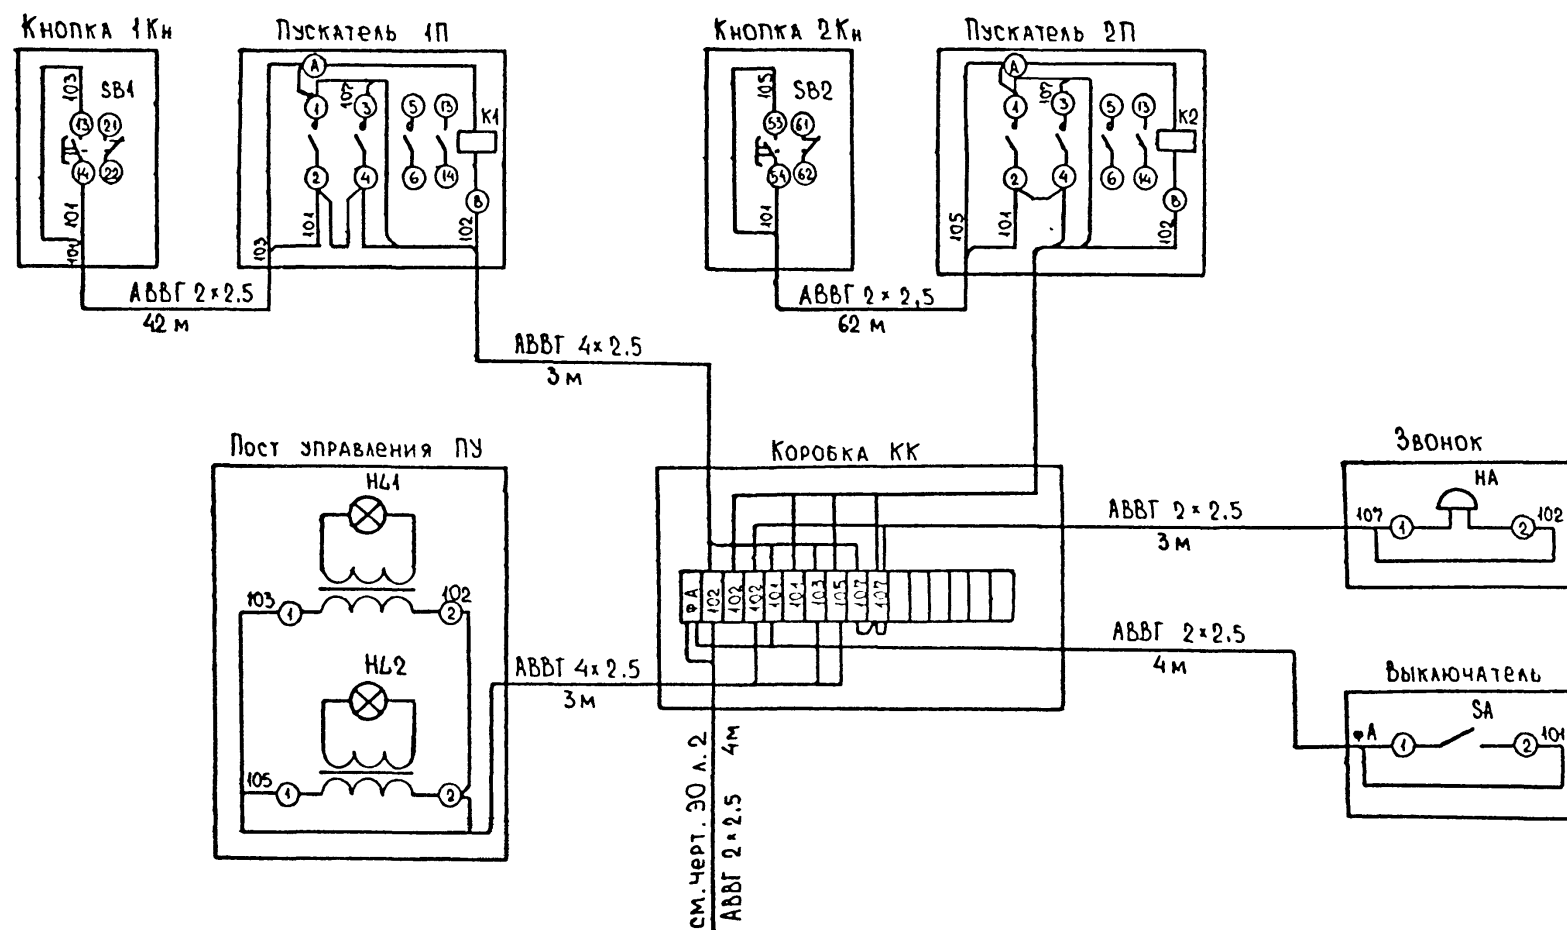 Кнопка 1Кн
Пускатель 1П
Кнопка 2Кн
Пускатель 2П
103
SB1
13
21
14
22
101
101
A
107
1
3
5
13
K1
2
4
6
14
B
101
102
103
105
SB2
53
61
54
62
101
A
107
1
3
5
13
K2
2
4
6
14
B
105
101
102
АВВГ 2×2.5
42 м
АВВГ 2×2,5
62 м
АВВГ 4×2.5
3 м
Пост управления ПУ
HL1
103
1
2
102
HL2
105
1
2
АВВГ 4×2.5
3м
Коробка КК
φA
102
102
102
101
101
103
105
107
107
АВВГ 2×2.5
3м
АВВГ 2×2.5
4м
Звонок
HA
107
1
2
102
Выключатель
SA
φA
1
2
101
см. черт. ЭО л. 2
АВВГ 2×2.5 4м